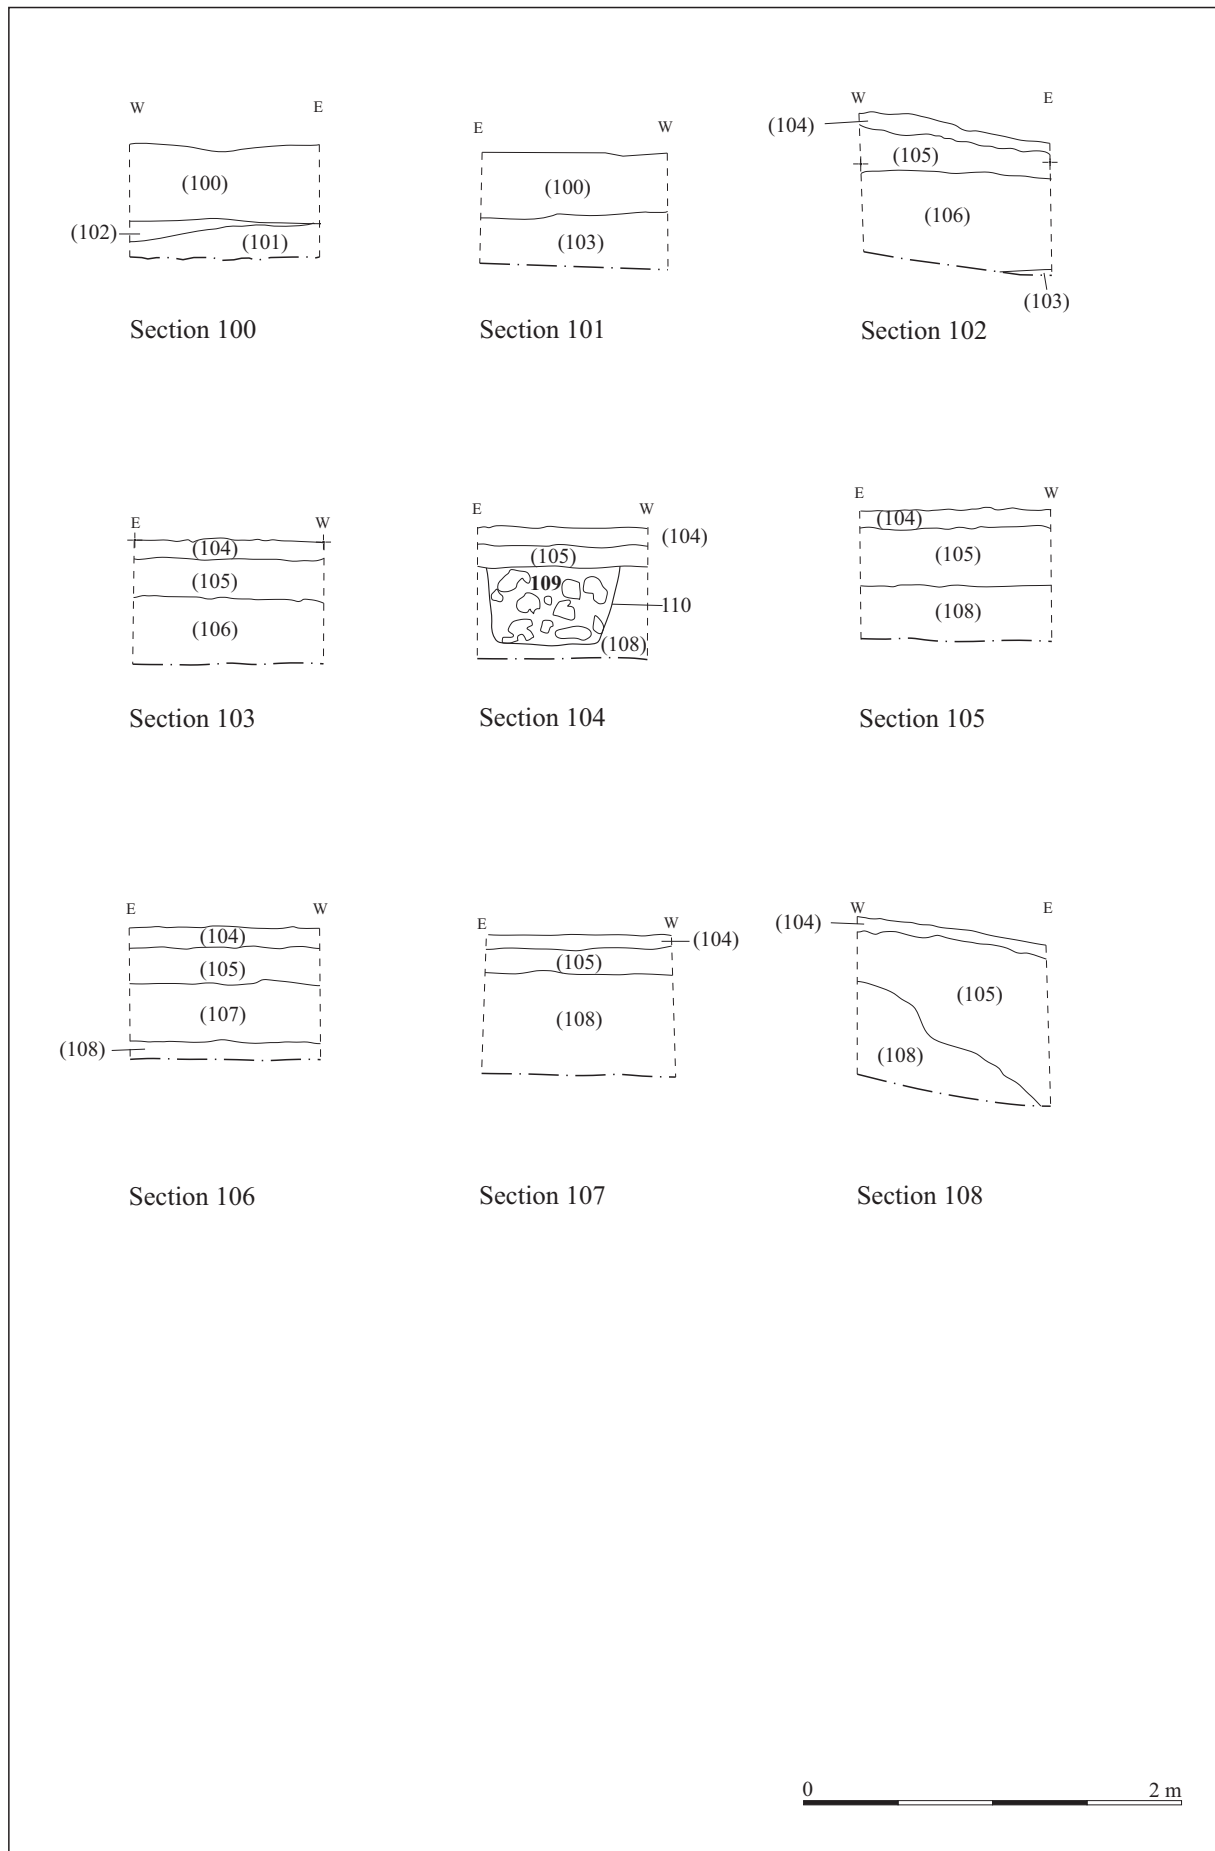 W E
(100)
(102)
(101)
Section 100
E W
(100)
(103)
Section 101
W E
(104)
(105)
(106)
(103)
Section 102
E W
(104)
(105)
(106)
Section 103
E W
(104)
(105)
109
110
(108)
Section 104
E W
(104)
(105)
(108)
Section 105
E W
(104)
(105)
(107)
(108)
Section 106
E W
(104)
(105)
(108)
Section 107
W E
(104)
(105)
(108)
Section 108
0 2 m